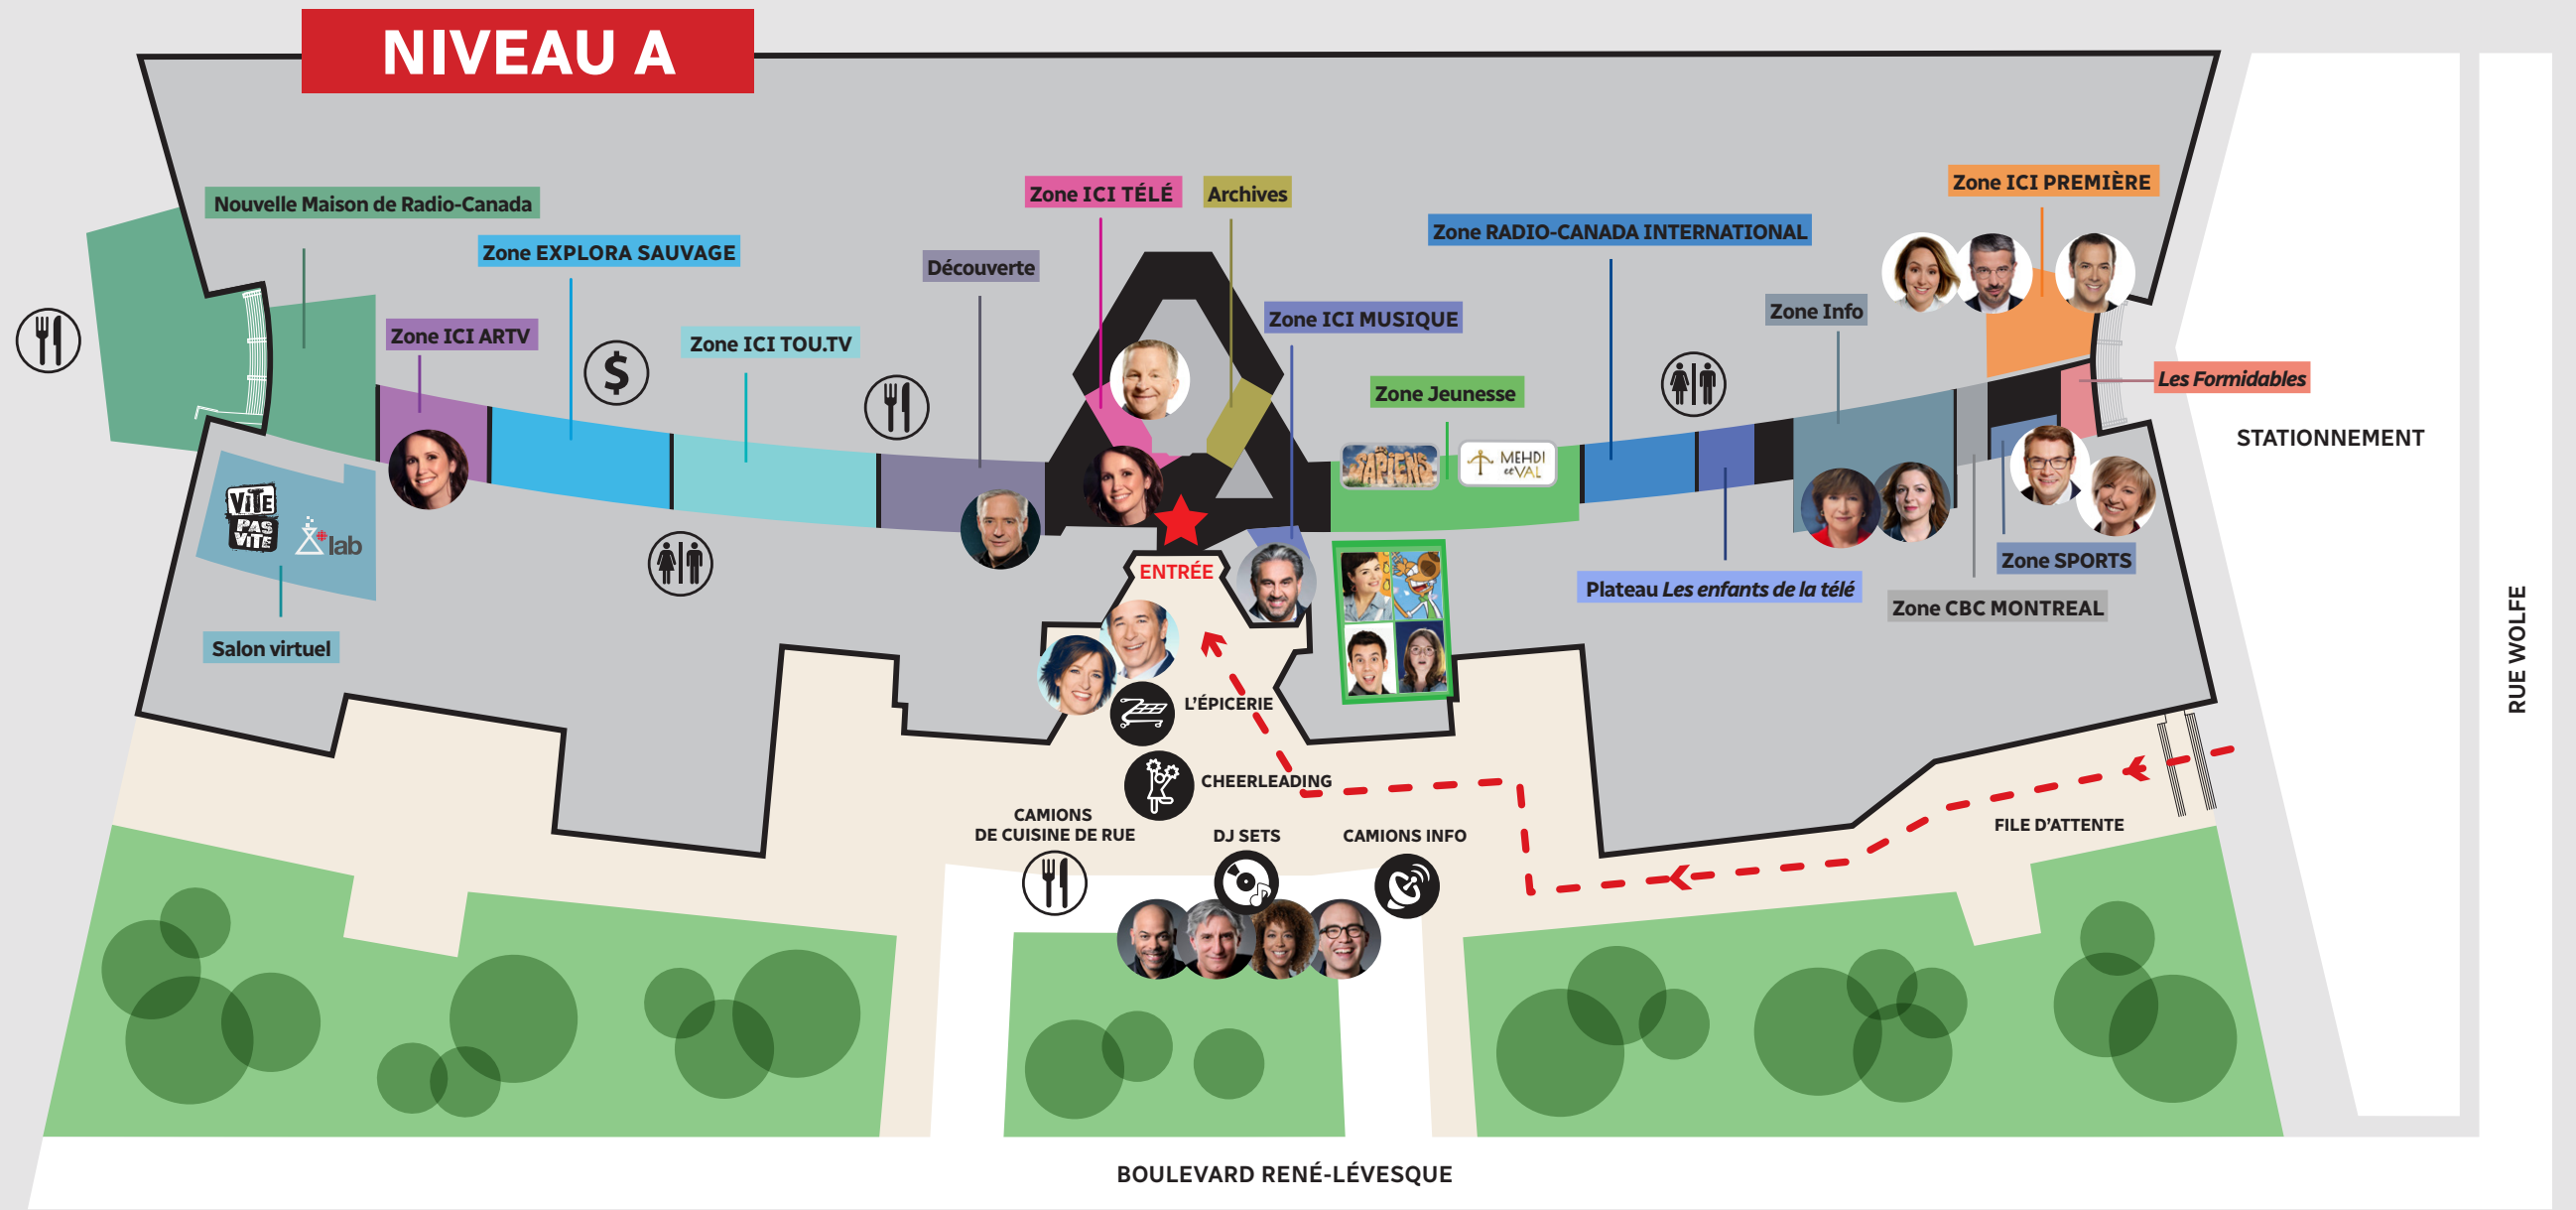 NIVEAU A
Nouvelle Maison de Radio-Canada
Zone EXPLORA SAUVAGE
Zone ICI ARTV
$
Zone ICI TOU.TV
Découverte
Zone ICI TÉLÉ
Archives
Zone ICI MUSIQUE
Zone RADIO-CANADA INTERNATIONAL
Zone Jeunesse
SAPIENS
MEHDI
et VAL
Zone Info
Zone ICI PREMIÈRE
Les Formidables
STATIONNEMENT
RUE WOLFE
ViTE
PAS
ViTE
lab
Salon virtuel
ENTRÉE
Plateau Les enfants de la télé
Zone SPORTS
Zone CBC MONTREAL
L'ÉPICERIE
CHEERLEADING
CAMIONS
DE CUISINE DE RUE
DJ SETS
CAMIONS INFO
FILE D'ATTENTE
BOULEVARD RENÉ-LÉVESQUE